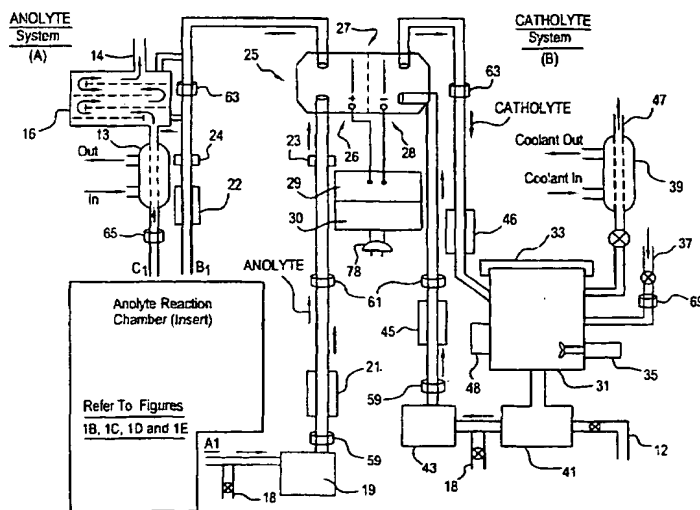 ANOLYTE
System
(A)
14
16
13
Out
In
65
C1
B1
63
24
22
25
27
26
28
23
29
30
78
ANOLYTE
61
21.
59
45
59
43
18
41
12
19
18
A1
Anolyte Reaction
Chamber (Insert)
Refer To Figures
1B, 1C, 1D and 1E
CATHOLYTE
System
(B)
63
CATHOLYTE
46
33
48
31
35
47
Coolant Out
Coolant In
39
37
65